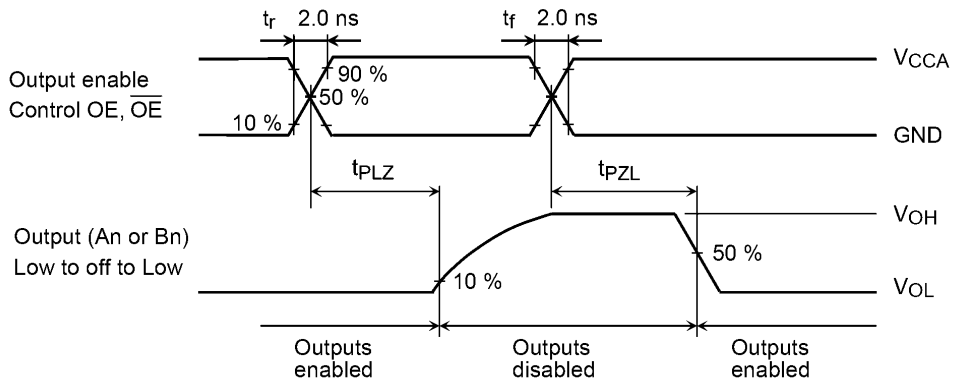 tr 2.0 ns
tf 2.0 ns
VCCA
Output enable
Control OE, O̅E̅
90 %
50 %
10 %
GND
tPLZ
tPZL
VOH
Output (An or Bn)
Low to off to Low
50 %
10 %
VOL
Outputs
enabled
Outputs
disabled
Outputs
enabled